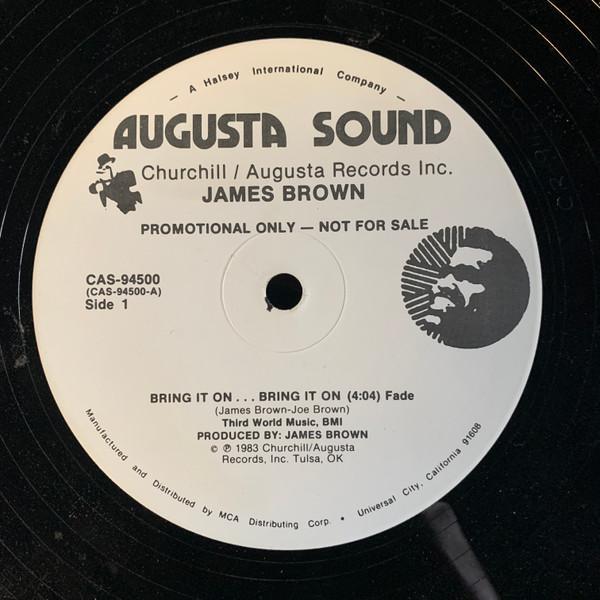 — A Halsey International Company —
AUGUSTA SOUND
Churchill / Augusta Records Inc.
JAMES BROWN
PROMOTIONAL ONLY — NOT FOR SALE
CAS-94500
(CAS-94500-A)
Side 1
BRING IT ON . . . BRING IT ON (4:04) Fade
(James Brown-Joe Brown)
Third World Music, BMI
PRODUCED BY: JAMES BROWN
© ℗ 1983 Churchill/Augusta
Records, Inc. Tulsa, OK
Manufactured and Distributed by MCA Distributing Corp. • Universal City, California 91608